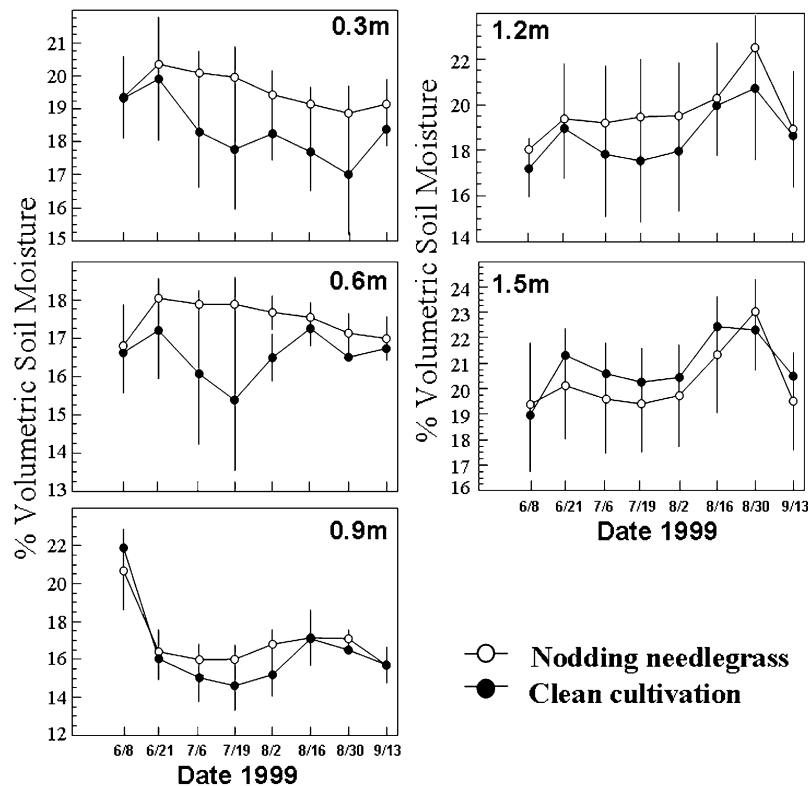 % Volumetric Soil Moisture
0.3m
21
20
19
18
17
16
15
0.6m
18
17
16
15
14
13
0.9m
22
20
18
16
14
12
6/8 6/21 7/6 7/19 8/2 8/16 8/30 9/13
Date 1999
% Volumetric Soil Moisture
1.2m
22
20
18
16
14
1.5m
24
23
22
21
20
19
18
17
16
6/8 6/21 7/6 7/19 8/2 8/16 8/30 9/13
Date 1999
Nodding needlegrass
Clean cultivation